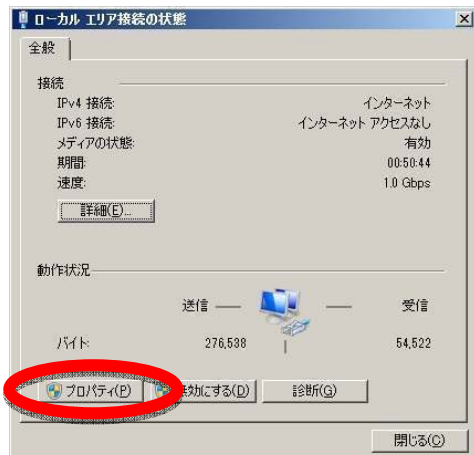 ローカル エリア接続の状態
全般
接続
IPv4 接続: インターネット
IPv6 接続: インターネット アクセスなし
メディアの状態: 有効
期間: 00:50:44
速度: 1.0 Gbps
詳細(E)...
動作状況
送信 受信
バイト: 276,538 54,522
プロパティ(P) 無効にする(D) 診断(G)
閉じる(C)